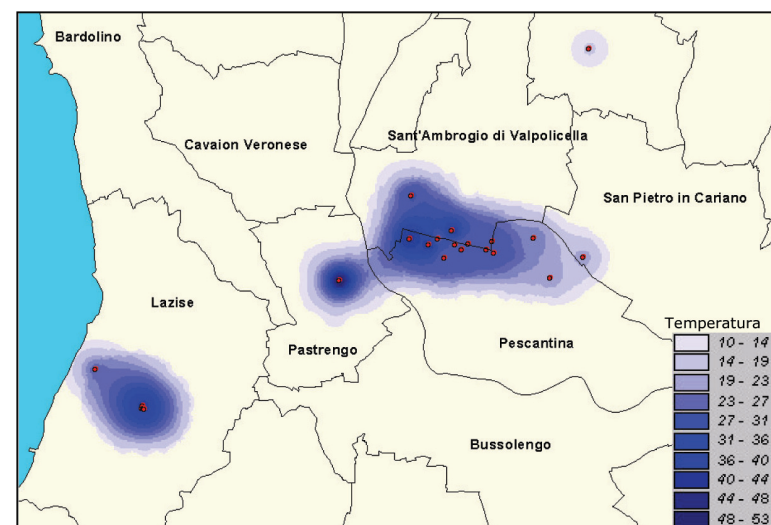 Bardolino
Sant'Ambrogio di Valpolicella
Cavaion Veronese
San Pietro in Cariano
Lazise
Pastrengo
Pescantina
Bussolengo
Temperatura
10 - 14
14 - 19
19 - 23
23 - 27
27 - 31
31 - 36
36 - 40
40 - 44
44 - 48
48 - 53